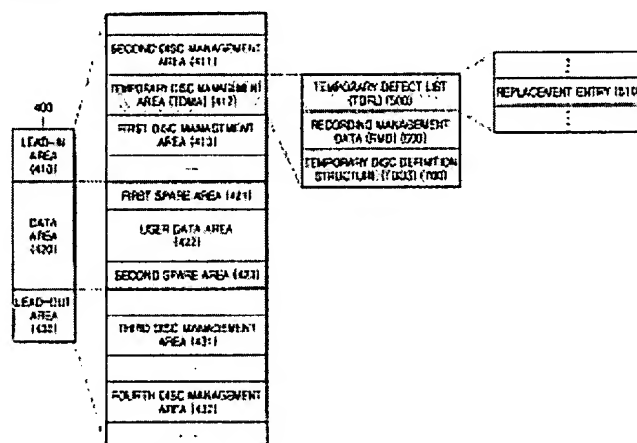 400
LEAD-IN
AREA
(410)
DATA
AREA
(420)
LEAD-OUT
AREA
(430)
SECOND DISC MANAGEMENT
AREA (411)
TEMPORARY DISC MANAGEMENT
AREA (TDMA) (412)
FIRST DISC MANAGEMENT
AREA (413)
...
FIRST SPARE AREA (421)
USER DATA AREA
(422)
SECOND SPARE AREA (423)
THIRD DISC MANAGEMENT
AREA (431)
...
FOURTH DISC MANAGEMENT
AREA (432)
...
TEMPORARY DEFECT LIST
(TDFL) (500)
RECORDING MANAGEMENT
DATA (RMD) (600)
TEMPORARY DISC DEFINITION
STRUCTURE (TDDS) (700)
REPLACEMENT ENTRY (510)